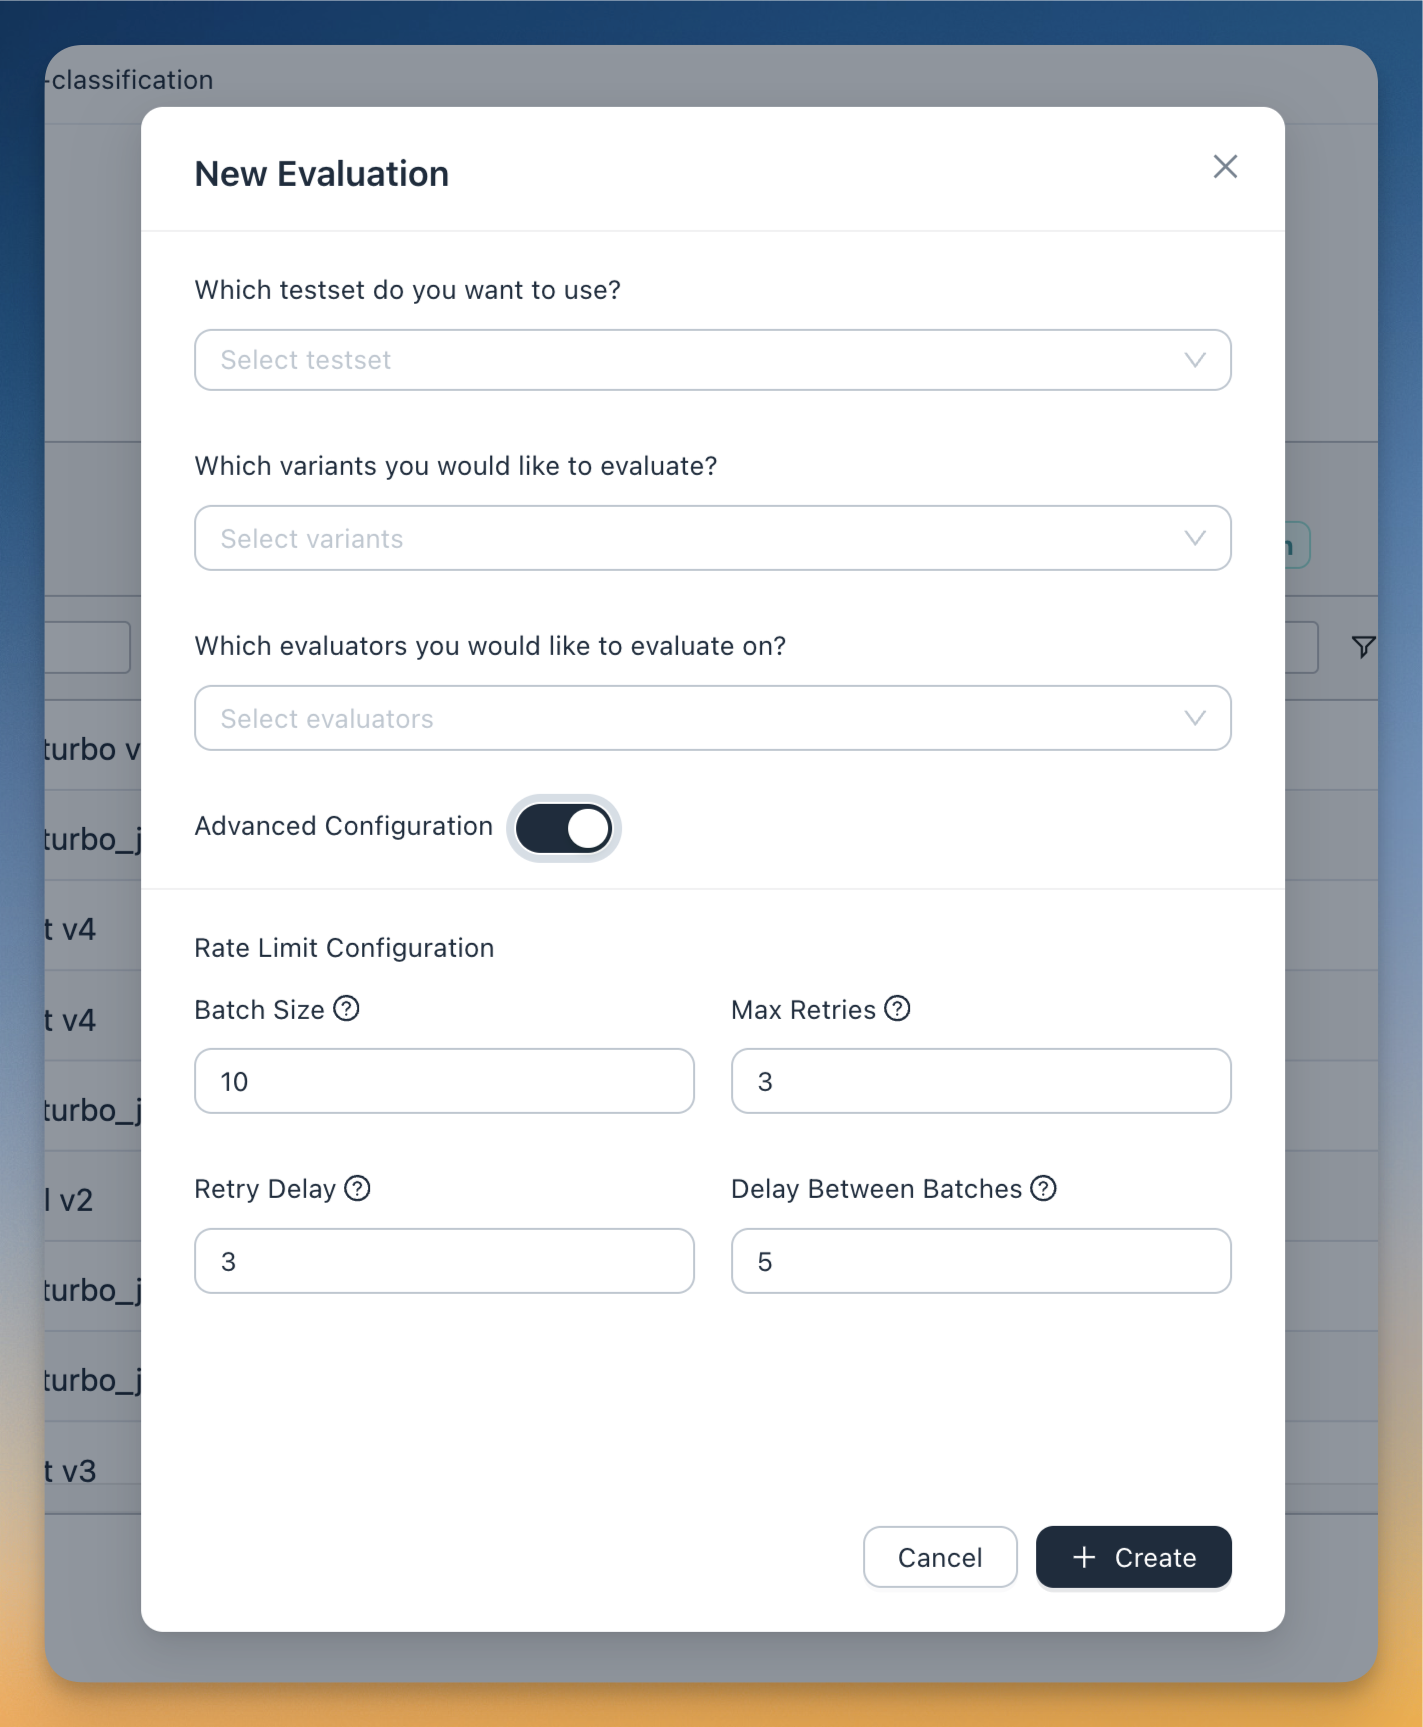 -classification
New Evaluation
Which testset do you want to use?
Select testset
Which variants you would like to evaluate?
Select variants
Which evaluators you would like to evaluate on?
Select evaluators
turbo v
Advanced Configuration
turbo_j
t v4
Rate Limit Configuration
Batch Size ? Max Retries ?
t v4
10 3
turbo_j
Retry Delay ? Delay Between Batches ?
l v2
3 5
turbo_j
turbo_j
t v3
Cancel + Create